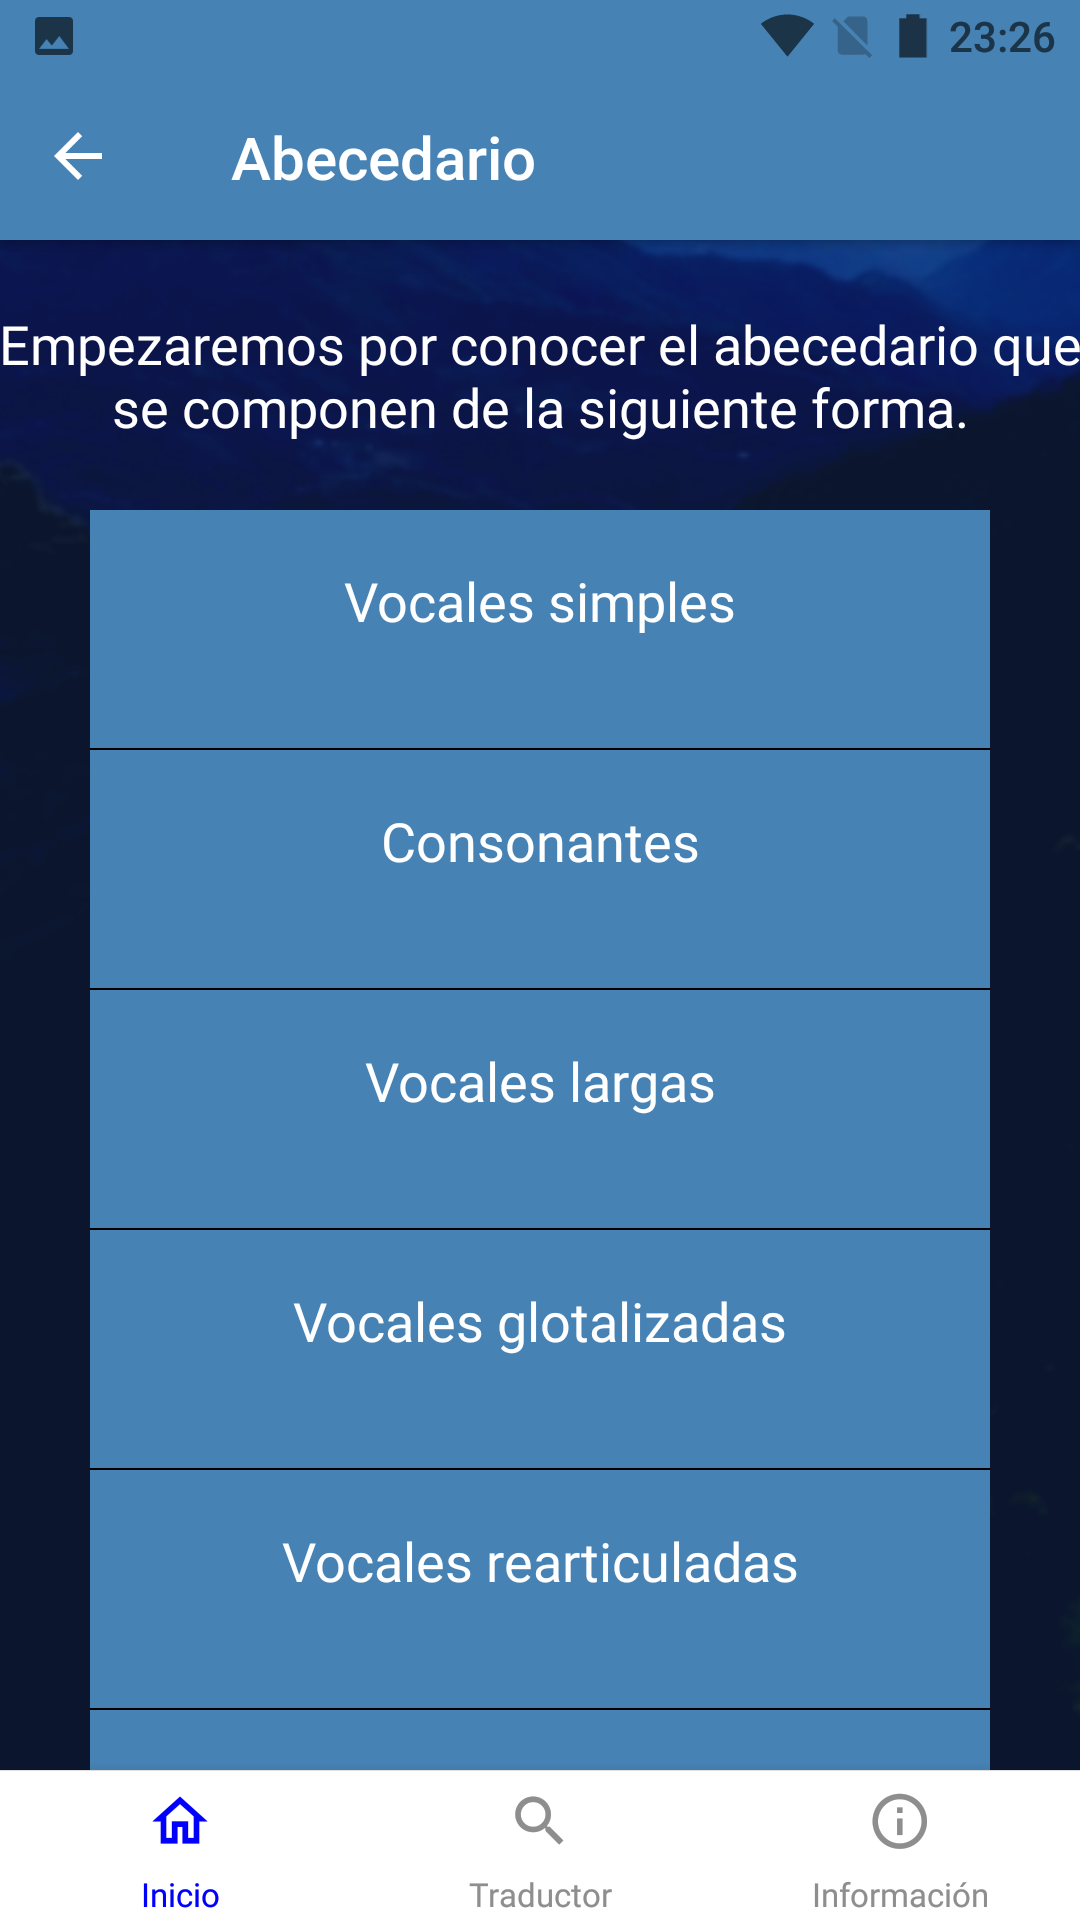 23:26
Abecedario
Empezaremos por conocer el abecedario que
se componen de la siguiente forma.
Vocales simples
Consonantes
Vocales largas
Vocales glotalizadas
Vocales rearticuladas
Inicio
Traductor
Información